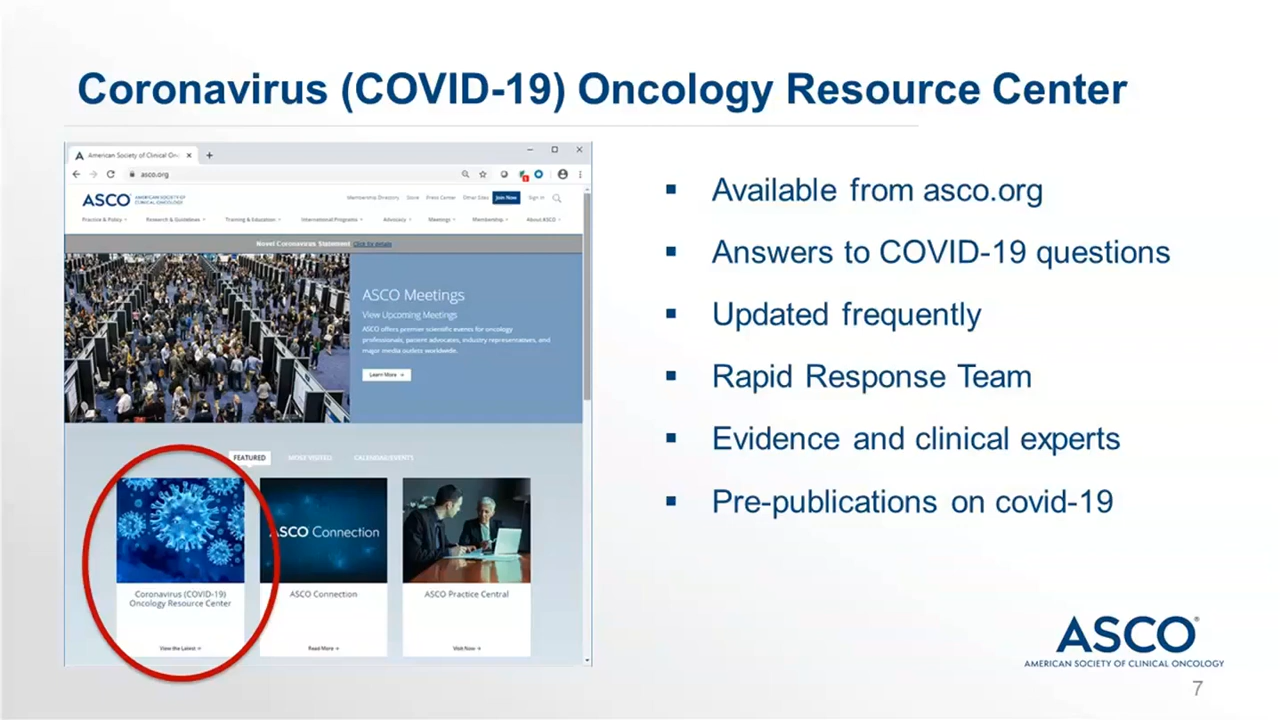 Coronavirus (COVID-19) Oncology Resource Center
American Society of Clinical Onc
asco.org
ASCO AMERICAN SOCIETY OF
CLINICAL ONCOLOGY
Membership Directory Store Press Center Other Sites Join Now Sign In
Practice & Policy Research & Guidelines Training & Education International Programs Advocacy Meetings Membership About ASCO
Novel Coronavirus Statement Click for details
ASCO Meetings
View Upcoming Meetings
ASCO offers premier scientific events for oncology
professionals, patient advocates, industry representatives, and
major media outlets worldwide.
Learn More
FEATURED MOST VISITED CALENDAR/EVENTS
ASCO Connection
Coronavirus (COVID-19)
Oncology Resource Center
ASCO Connection
ASCO Practice Central
View the Latest
Read More
Visit Now
▪ Available from asco.org
▪ Answers to COVID-19 questions
▪ Updated frequently
▪ Rapid Response Team
▪ Evidence and clinical experts
▪ Pre-publications on covid-19
ASCO®
AMERICAN SOCIETY OF CLINICAL ONCOLOGY
7